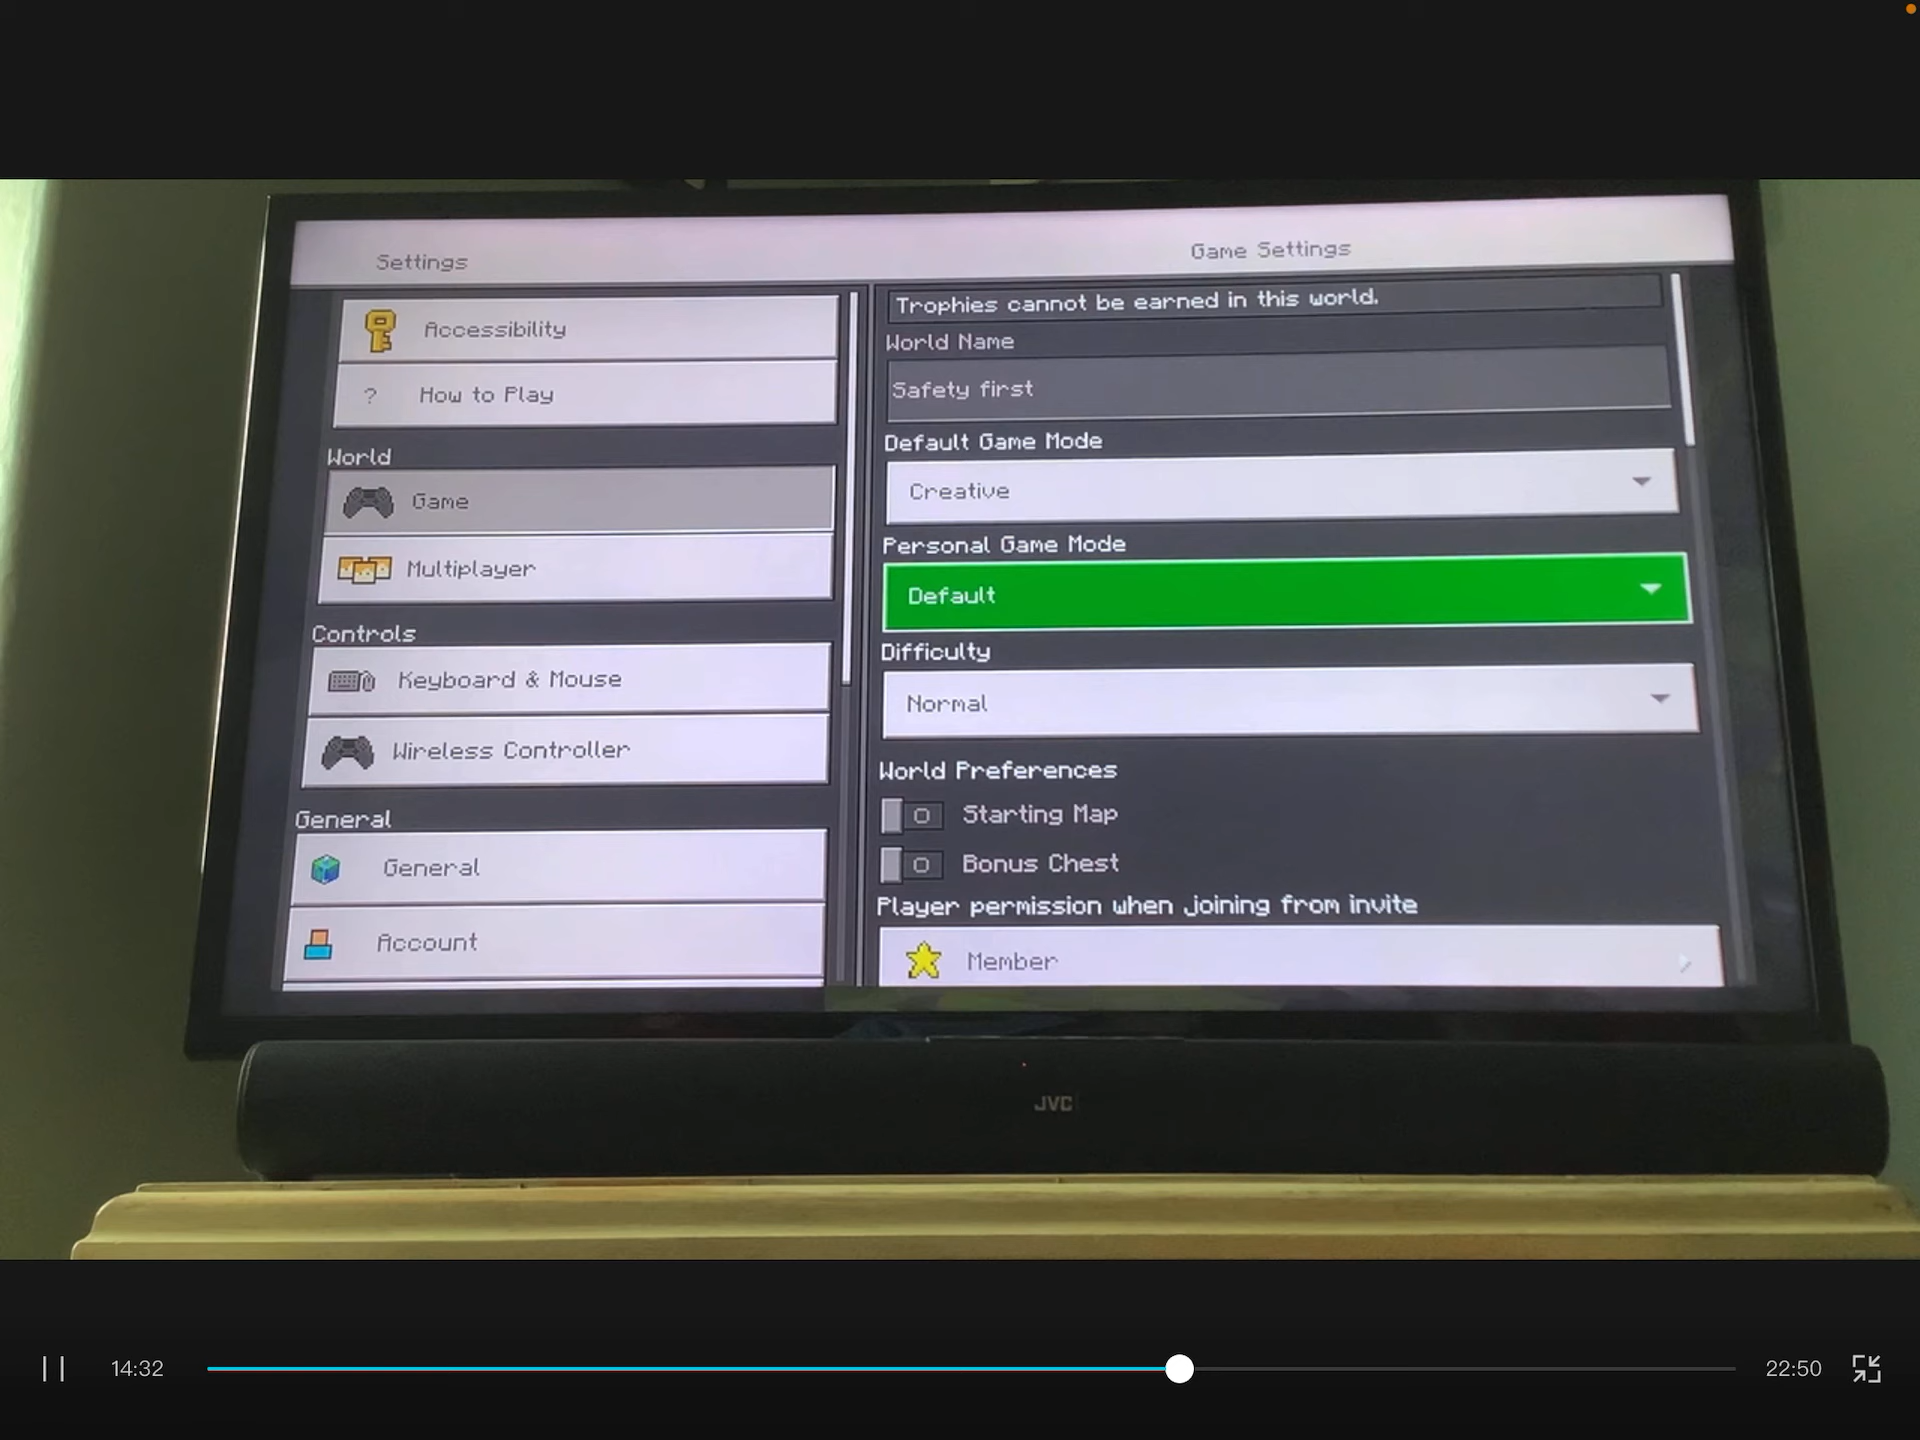 Settings
Game Settings
Accessibility
? How to Play
World
Game
Multiplayer
Controls
Keyboard & Mouse
Wireless Controller
General
General
Account
Trophies cannot be earned in this world.
World Name
Safety first
Default Game Mode
Creative
Personal Game Mode
Default
Difficulty
Normal
World Preferences
Starting Map
Bonus Chest
Player permission when joining from invite
Member
JVC
14:32
22:50